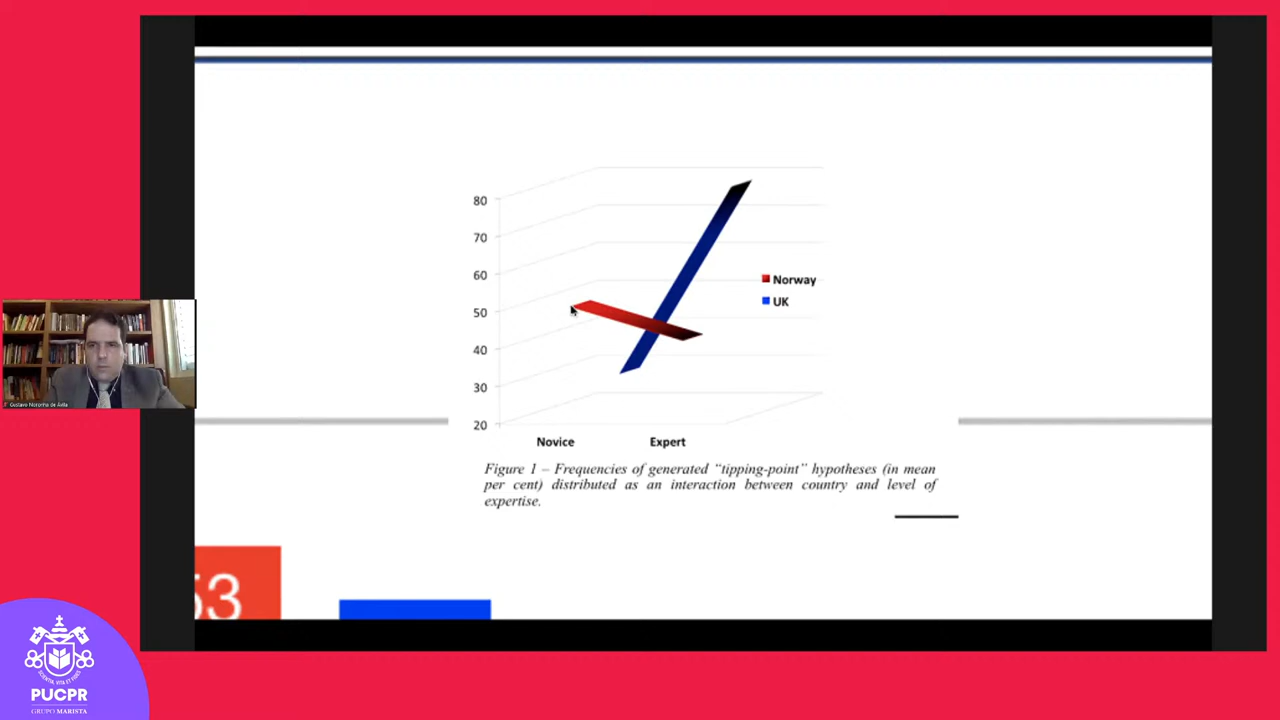 80
70
60
50
40
30
20
Norway
UK
Novice
Expert
Figure 1 – Frequencies of generated “tipping-point” hypotheses (in mean
per cent) distributed as an interaction between country and level of
expertise.
53
PUCPR
GRUPO MARISTA